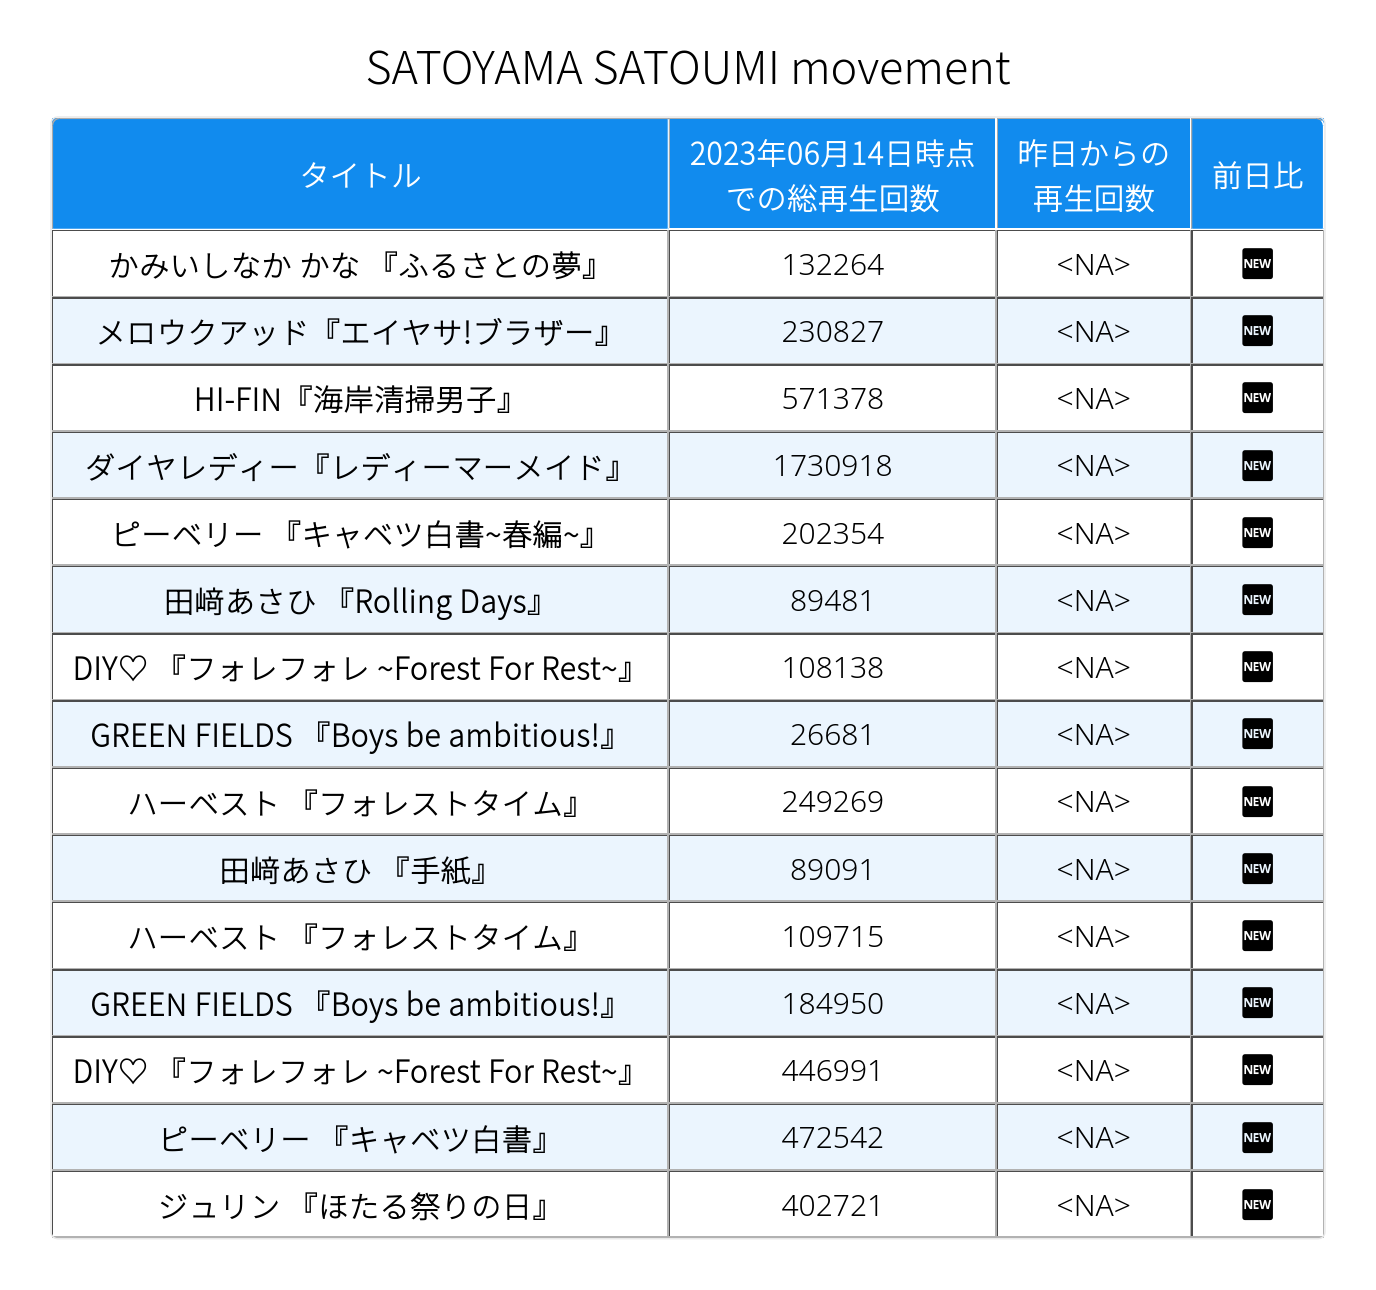 SATOYAMA SATOUMI movement
タイトル 2023年06月14日時点での総再生回数 昨日からの再生回数 前日比
かみいしなか かな 『ふるさとの夢』 132264 <NA> NEW
メロウクアッド『エイヤサ!ブラザー』 230827 <NA> NEW
HI-FIN『海岸清掃男子』 571378 <NA> NEW
ダイヤレディー『レディーマーメイド』 1730918 <NA> NEW
ピーベリー 『キャベツ白書~春編~』 202354 <NA> NEW
田﨑あさひ 『Rolling Days』 89481 <NA> NEW
DIY♡ 『フォレフォレ ~Forest For Rest~』 108138 <NA> NEW
GREEN FIELDS 『Boys be ambitious!』 26681 <NA> NEW
ハーベスト 『フォレストタイム』 249269 <NA> NEW
田﨑あさひ 『手紙』 89091 <NA> NEW
ハーベスト 『フォレストタイム』 109715 <NA> NEW
GREEN FIELDS 『Boys be ambitious!』 184950 <NA> NEW
DIY♡ 『フォレフォレ ~Forest For Rest~』 446991 <NA> NEW
ピーベリー 『キャベツ白書』 472542 <NA> NEW
ジュリン 『ほたる祭りの日』 402721 <NA> NEW